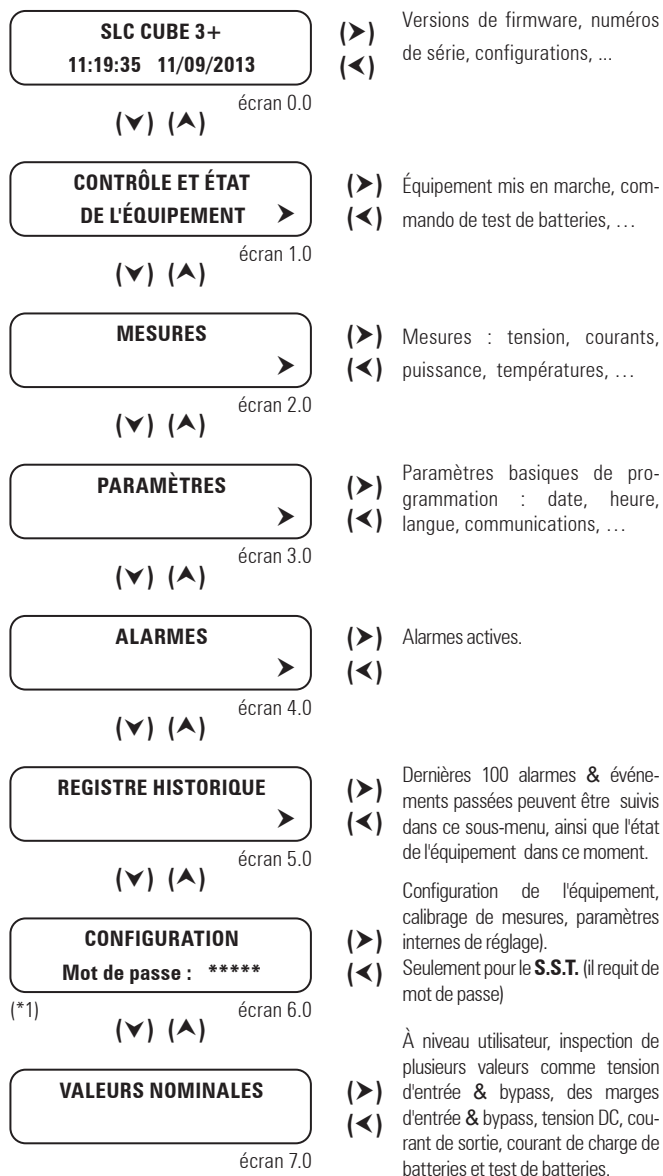 SLC CUBE 3+
11:19:35 11/09/2013
écran 0.0
(➤)
(⮜)
Versions de firmware, numéros
de série, configurations, ...
(⮟) (⮝)
CONTRÔLE ET ÉTAT
DE L'ÉQUIPEMENT ➤
écran 1.0
(➤)
(⮜)
Équipement mis en marche, com-
mando de test de batteries, …
(⮟) (⮝)
MESURES
➤
écran 2.0
(➤)
(⮜)
Mesures : tension, courants,
puissance, températures, …
(⮟) (⮝)
PARAMÈTRES
➤
écran 3.0
(➤)
(⮜)
Paramètres basiques de pro-
grammation : date, heure,
langue, communications, …
(⮟) (⮝)
ALARMES
➤
écran 4.0
(➤)
(⮜)
Alarmes actives.
(⮟) (⮝)
REGISTRE HISTORIQUE
➤
écran 5.0
(➤)
(⮜)
Dernières 100 alarmes & événe-
ments passées peuvent être suivis
dans ce sous-menu, ainsi que l'état
de l'équipement dans ce moment.
(⮟) (⮝)
CONFIGURATION
Mot de passe : *****
(*1)
écran 6.0
(➤)
(⮜)
Configuration de l'équipement,
calibrage de mesures, paramètres
internes de réglage).
Seulement pour le S.S.T. (il requit de
mot de passe)
(⮟) (⮝)
VALEURS NOMINALES
écran 7.0
(➤)
(⮜)
À niveau utilisateur, inspection de
plusieurs valeurs comme tension
d'entrée & bypass, des marges
d'entrée & bypass, tension DC, cou-
rant de sortie, courant de charge de
batteries et test de batteries.